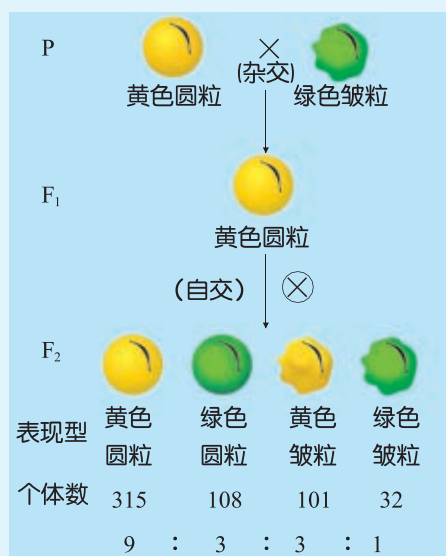 P × (杂交)
黄色圆粒 绿色皱粒
F₁
黄色圆粒
(自交)
F₂
表现型 黄色圆粒 绿色圆粒 黄色皱粒 绿色皱粒
个体数 315 108 101 32
9 : 3 : 3 : 1